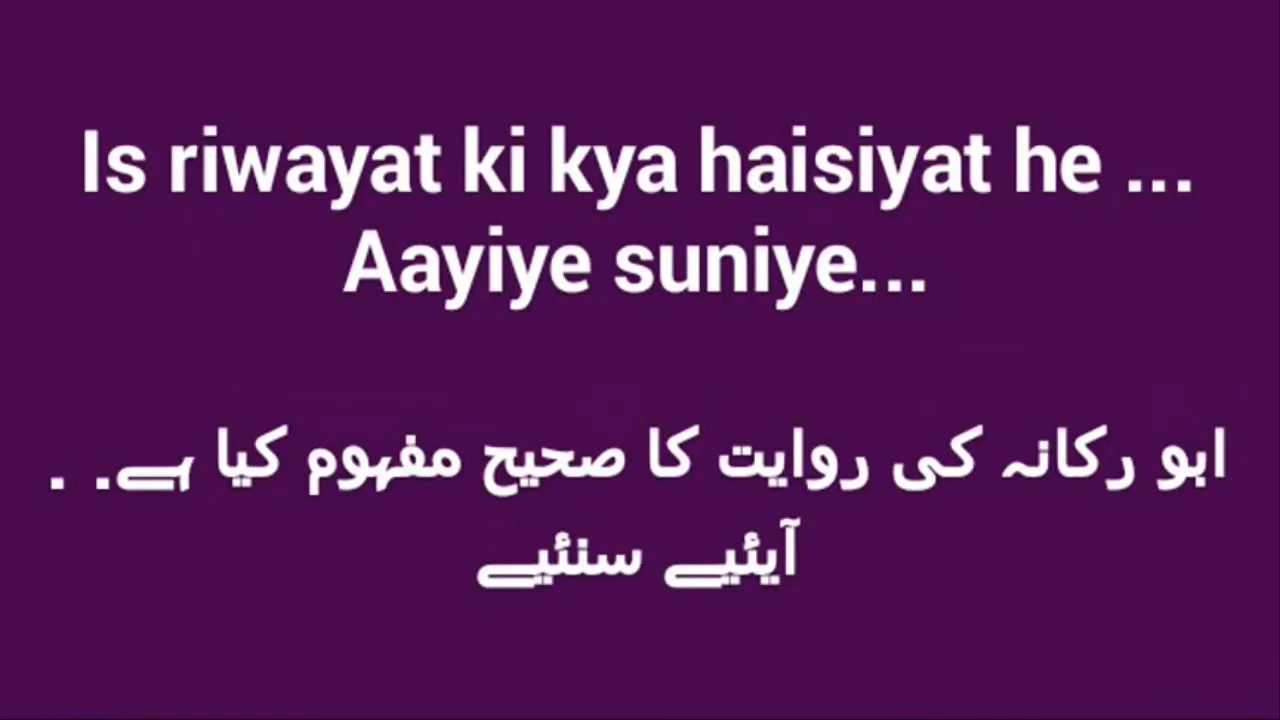 Is riwayat ki kya haisiyat he ...
Aayiye suniye...
ابو رکانہ کی روایت کا صحیح مفہوم کیا ہے. .
آیئیے سنئیے